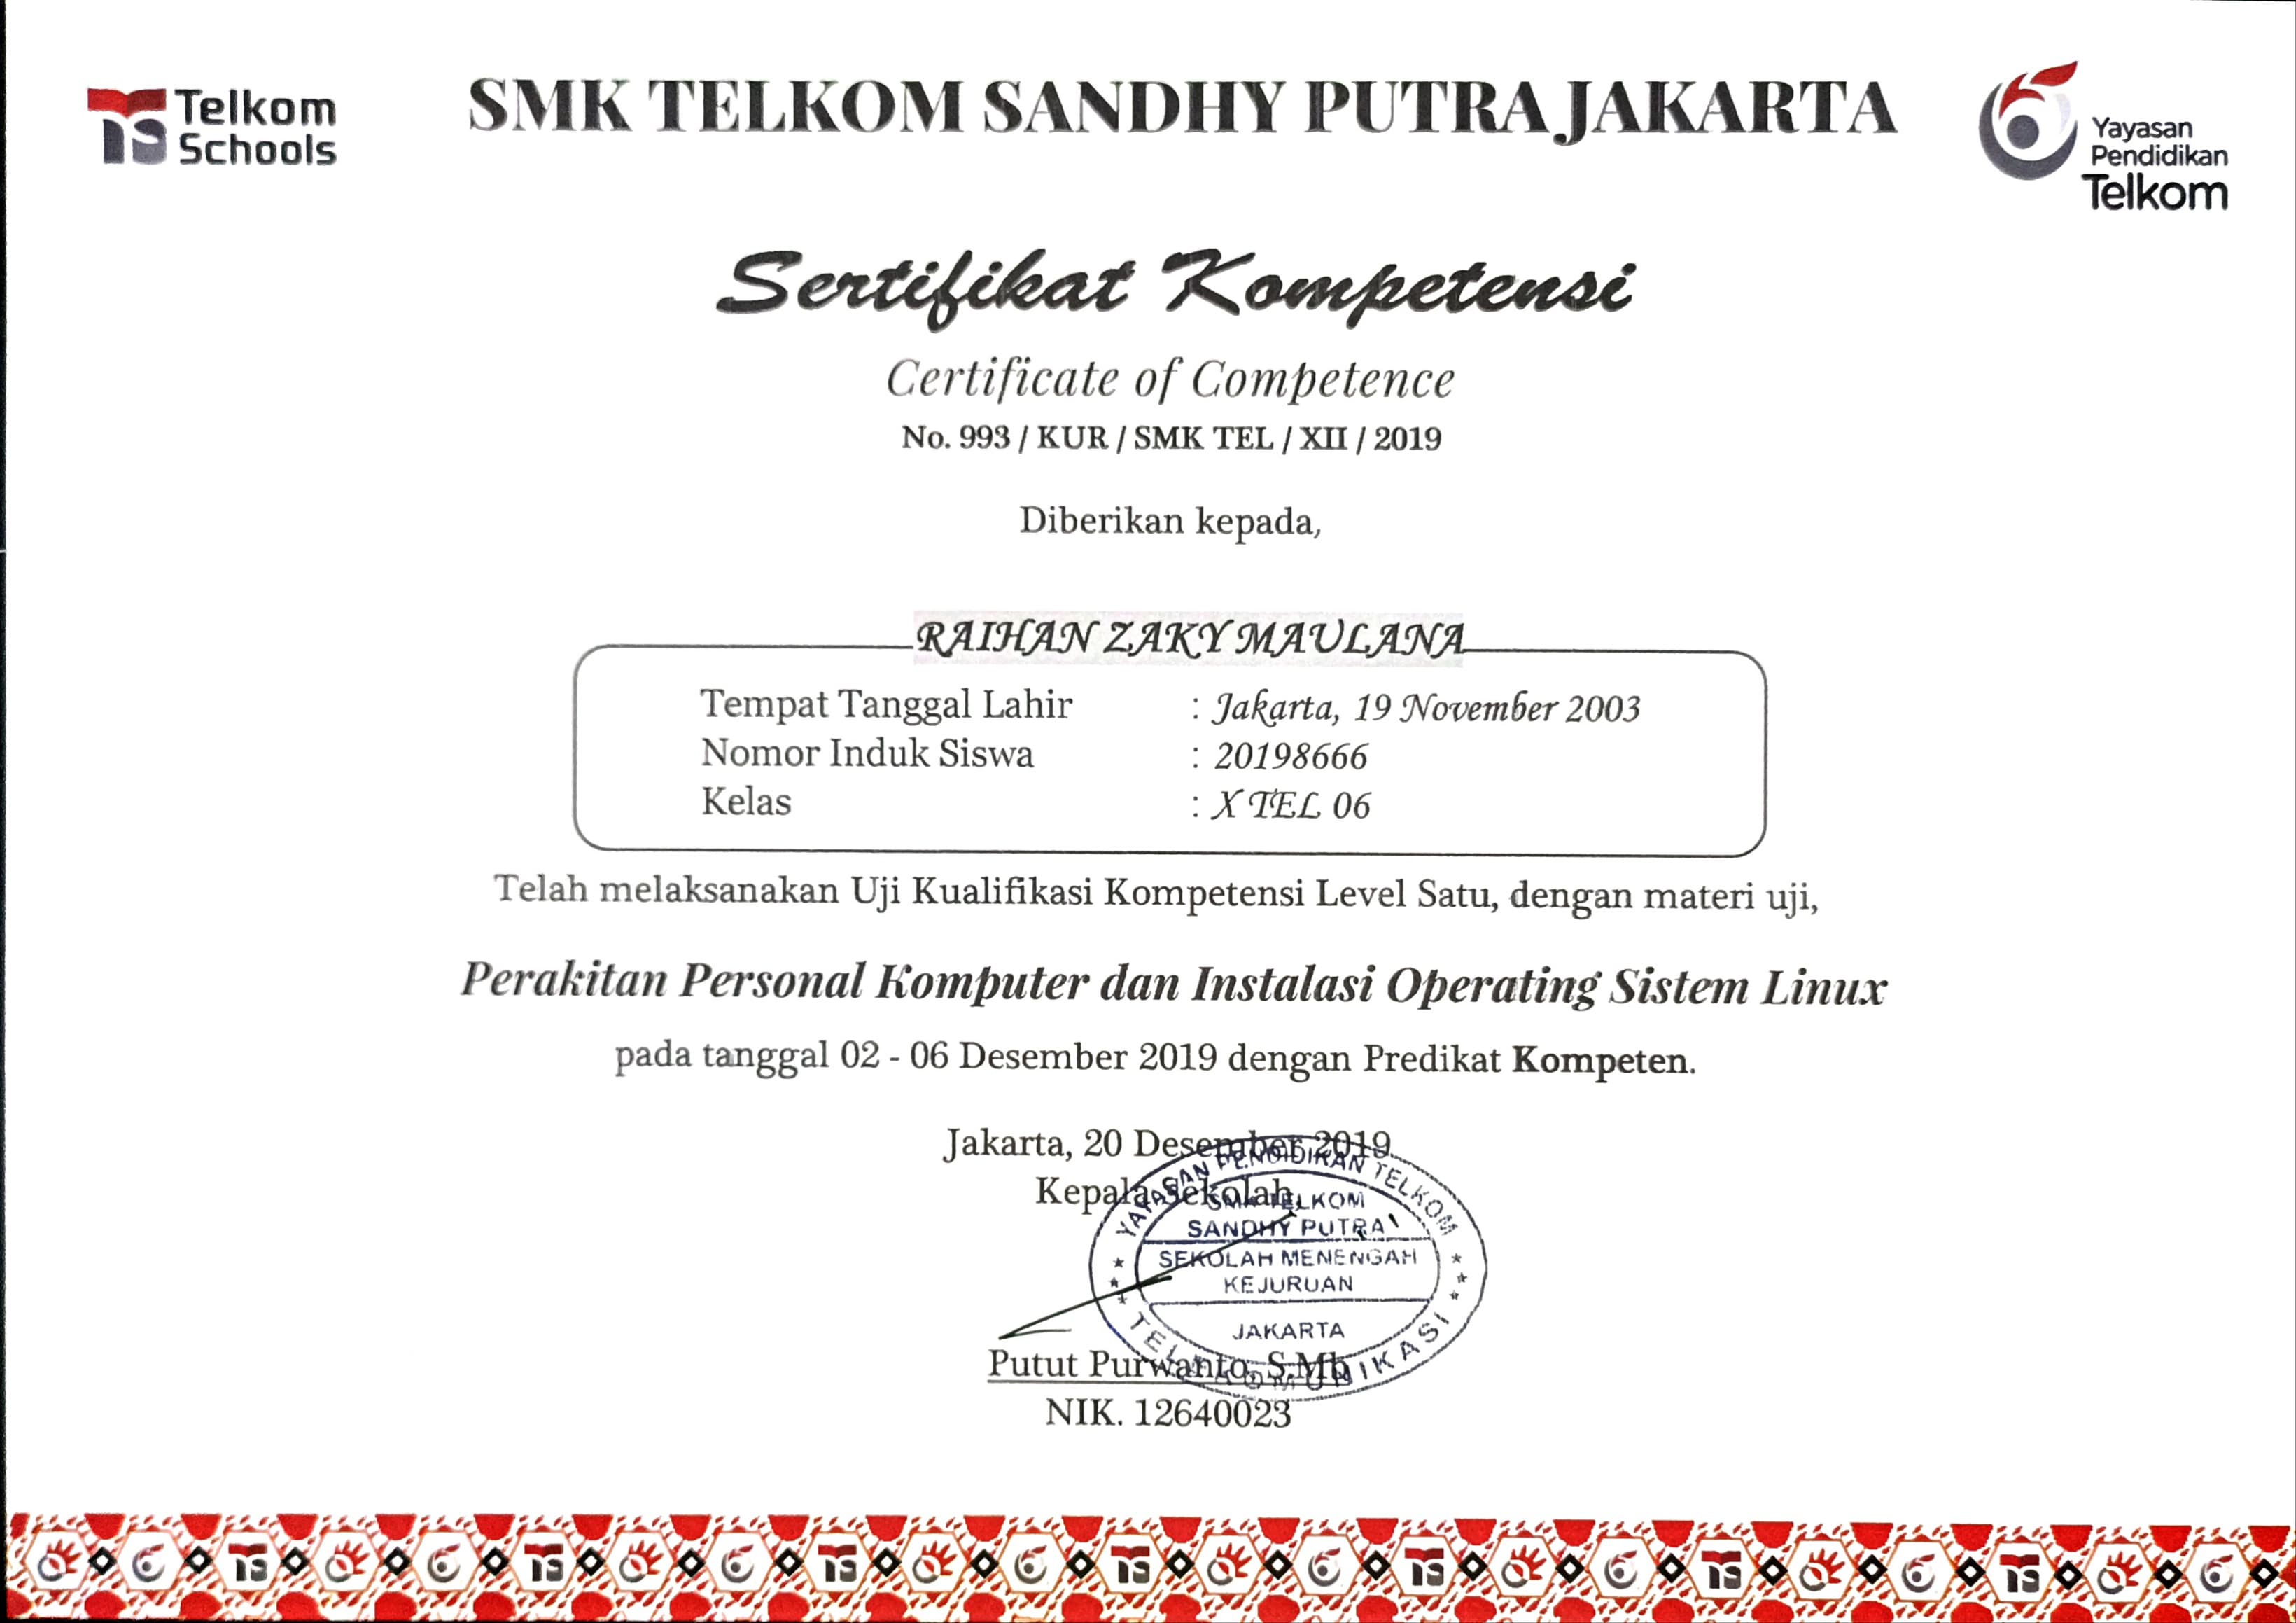 Telkom
Schools
SMK TELKOM SANDHY PUTRA JAKARTA
Yayasan
Pendidikan
Telkom
Sertifikat Kompetensi
Certificate of Competence
No. 993 / KUR / SMK TEL / XII / 2019
Diberikan kepada,
RAIHAN ZAKY MAULANA
Tempat Tanggal Lahir : Jakarta, 19 November 2003
Nomor Induk Siswa : 20198666
Kelas : X TEL 06
Telah melaksanakan Uji Kualifikasi Kompetensi Level Satu, dengan materi uji,
Perakitan Personal Komputer dan Instalasi Operating Sistem Linux
pada tanggal 02 - 06 Desember 2019 dengan Predikat Kompeten.
Jakarta, 20 Desember 2019
Kepala Sekolah,
YAYASAN PENDIDIKAN TELKOM
SMK TELKOM
SANDHY PUTRA
SEKOLAH MENENGAH
KEJURUAN
JAKARTA
TELEKOMUNIKASI
Putut Purwanto, S.Mb
NIK. 12640023